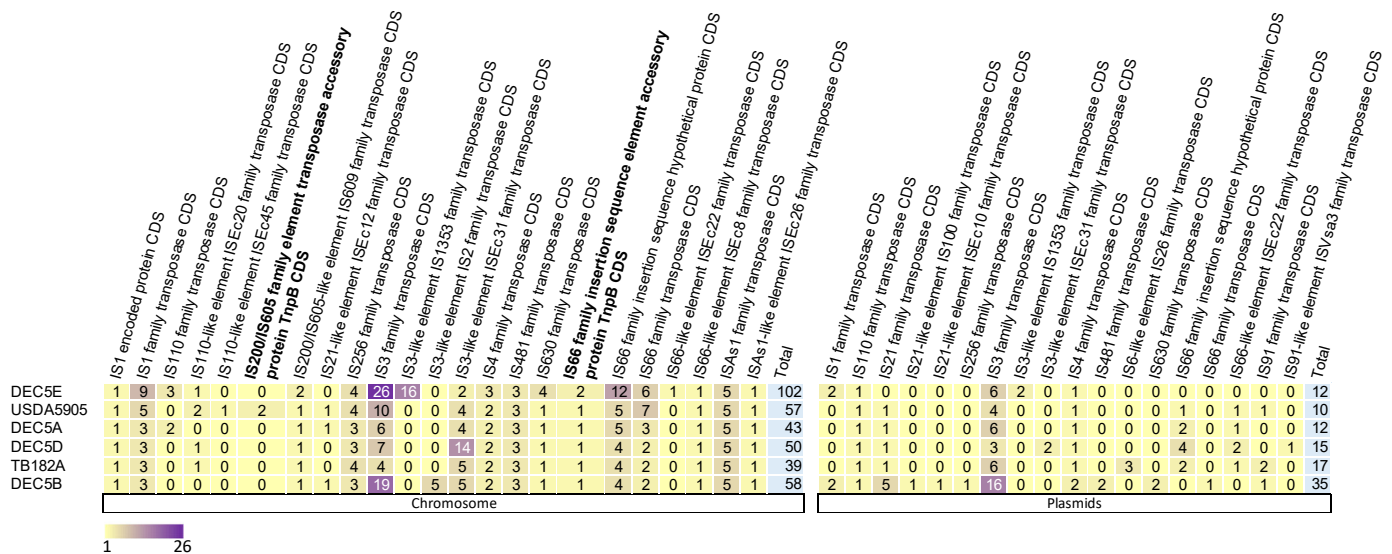 IS1 encoded protein CDS
IS1 family transposase CDS
IS110 family transposase CDS
IS110-like element ISEc20 family transposase CDS
IS110-like element ISEc45 family transposase CDS
IS200/IS605 family element transposase accessory
protein TnpB CDS
IS200/IS605-like element IS609 family transposase CDS
IS21-like element ISEc12 family transposase CDS
IS256 family transposase CDS
IS3 family transposase CDS
IS3-like element IS1353 family transposase CDS
IS3-like element IS2 family transposase CDS
IS3-like element ISEc31 family transposase CDS
IS4 family transposase CDS
IS481 family transposase CDS
IS630 family transposase CDS
IS66 family insertion sequence element accessory
protein TnpB CDS
IS66 family insertion sequence hypothetical protein CDS
IS66 family transposase CDS
IS66-like element ISEc22 family transposase CDS
IS66-like element ISEc8 family transposase CDS
ISAs1 family transposase CDS
ISAs1-like element ISEc26 family transposase CDS
Total
IS1 family transposase CDS
IS110 family transposase CDS
IS21 family transposase CDS
IS21-like element IS100 family transposase CDS
IS21-like element ISEc10 family transposase CDS
IS256 family transposase CDS
IS3 family transposase CDS
IS3-like element IS1353 family transposase CDS
IS3-like element ISEc31 family transposase CDS
IS4 family transposase CDS
IS481 family transposase CDS
IS6-like element IS26 family transposase CDS
IS630 family transposase CDS
IS66 family insertion sequence hypothetical protein CDS
IS66 family transposase CDS
IS66-like element ISEc22 family transposase CDS
IS91 family transposase CDS
IS91-like element ISVsa3 family transposase CDS
Total
DEC5E 1 9 3 1 0 0 2 0 4 26 16 0 2 3 3 4 2 12 6 1 1 5 1 102 2 1 0 0 0 0 6 2 0 1 0 0 0 0 0 0 0 0 12
USDA5905 1 5 0 2 1 2 1 1 4 10 0 0 4 2 3 1 1 5 7 0 1 5 1 57 0 1 1 0 0 0 4 0 0 1 0 0 0 1 0 1 1 0 10
DEC5A 1 3 2 0 0 0 1 1 3 6 0 0 4 2 3 1 1 5 3 0 1 5 1 43 0 1 1 0 0 0 6 0 0 1 0 0 0 1 0 1 1 0 12
DEC5D 1 3 0 1 0 0 0 1 3 7 0 0 14 2 3 1 1 4 2 0 1 5 1 50 0 1 1 0 0 0 3 0 2 1 0 0 0 4 0 2 0 1 15
TB182A 1 3 0 1 0 0 0 1 4 4 0 0 5 2 3 1 1 4 2 0 1 5 1 39 0 1 1 0 0 0 6 0 0 1 0 3 0 2 0 1 2 0 17
DEC5B 1 3 0 0 0 0 1 1 3 19 0 5 5 2 3 1 1 4 2 0 1 5 1 58 2 1 5 1 1 1 16 0 0 2 2 0 2 0 1 0 1 0 35
Chromosome
Plasmids
1 26